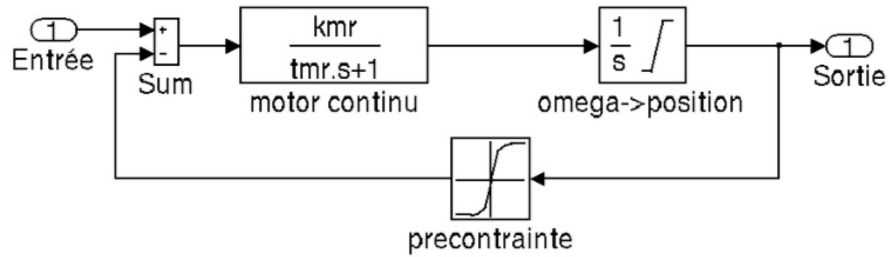 1
Entrée
+
−
Sum
kmr
tmr.s+1
motor continu
1
s
omega->position
1
Sortie
precontrainte